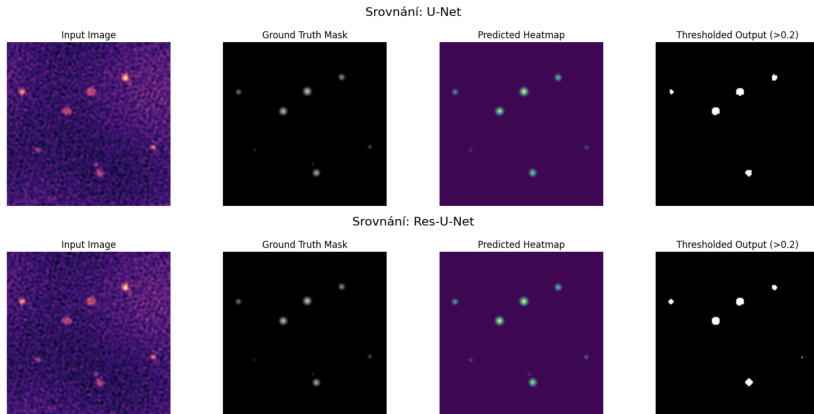 Srovnání: U-Net
Input Image Ground Truth Mask Predicted Heatmap Thresholded Output (>0.2)
Srovnání: Res-U-Net
Input Image Ground Truth Mask Predicted Heatmap Thresholded Output (>0.2)